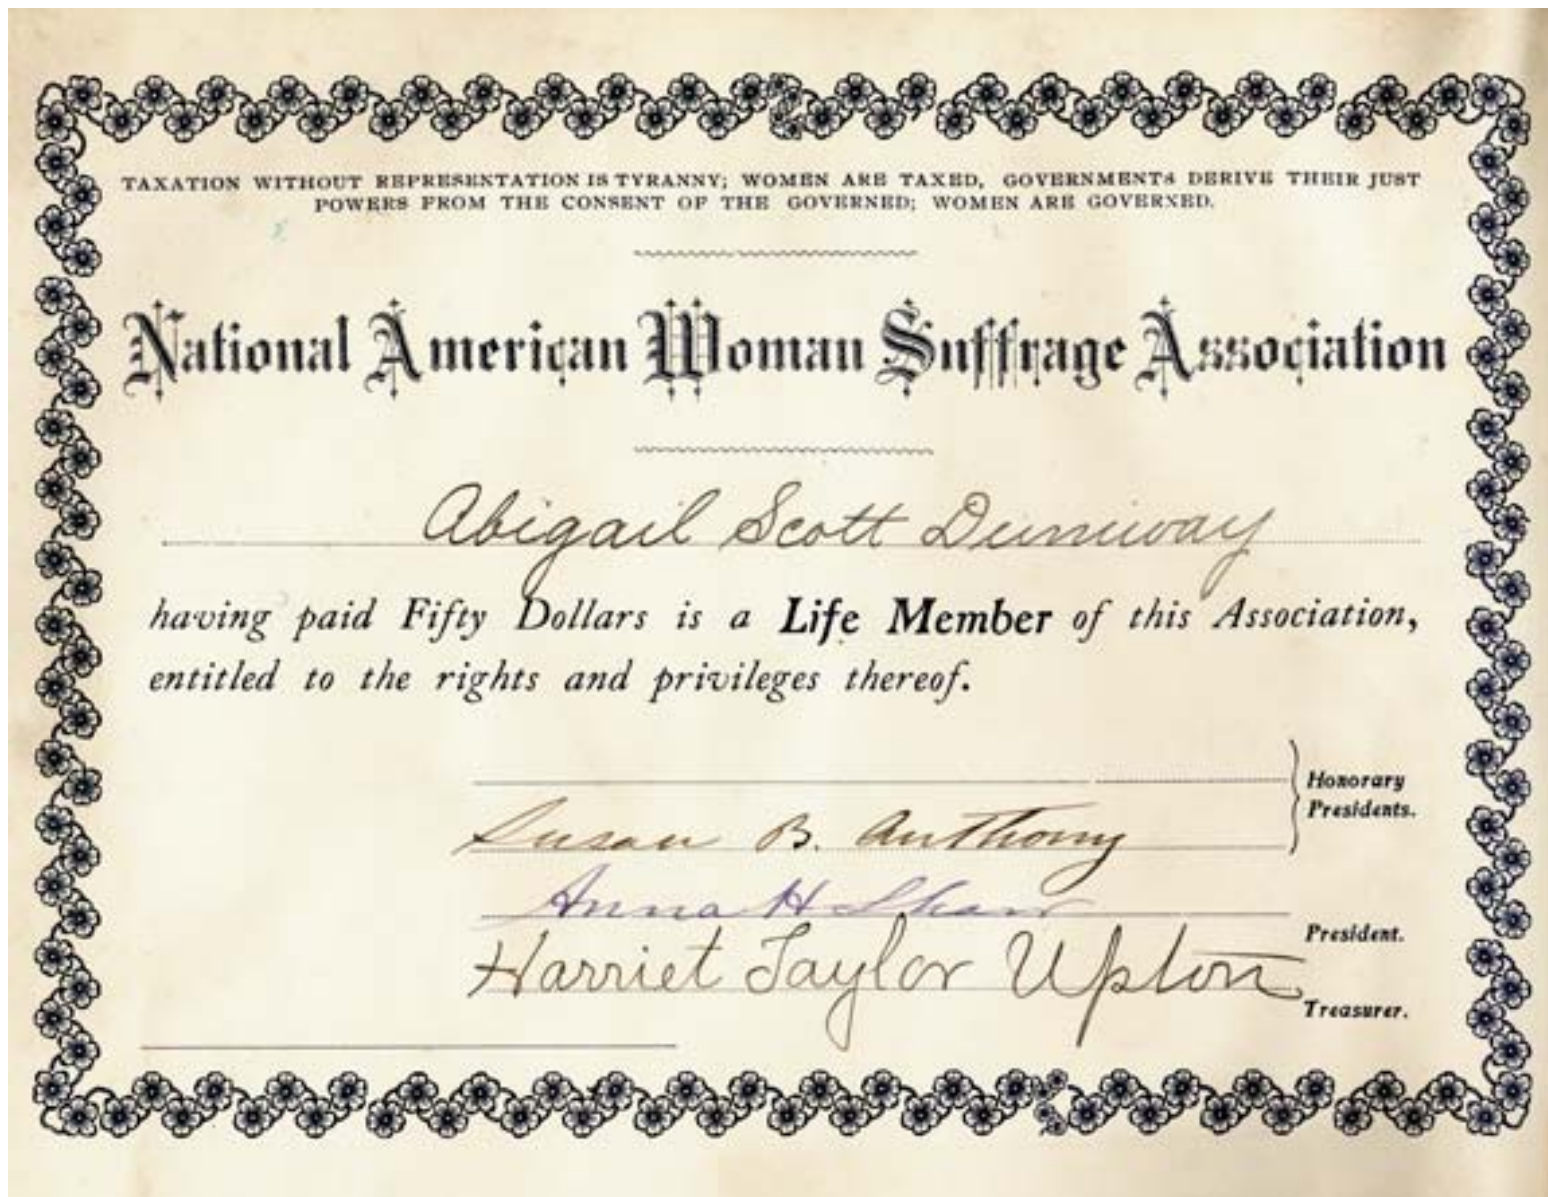 TAXATION WITHOUT REPRESENTATION IS TYRANNY; WOMEN ARE TAXED, GOVERNMENTS DERIVE THEIR JUST
POWERS FROM THE CONSENT OF THE GOVERNED; WOMEN ARE GOVERNED.
National American Woman Suffrage Association
Abigail Scott Duniway
having paid Fifty Dollars is a Life Member of this Association,
entitled to the rights and privileges thereof.
Honorary
Presidents.
Susan B. Anthony
Anna H Shaw
President.
Harriet Taylor Upton
Treasurer.